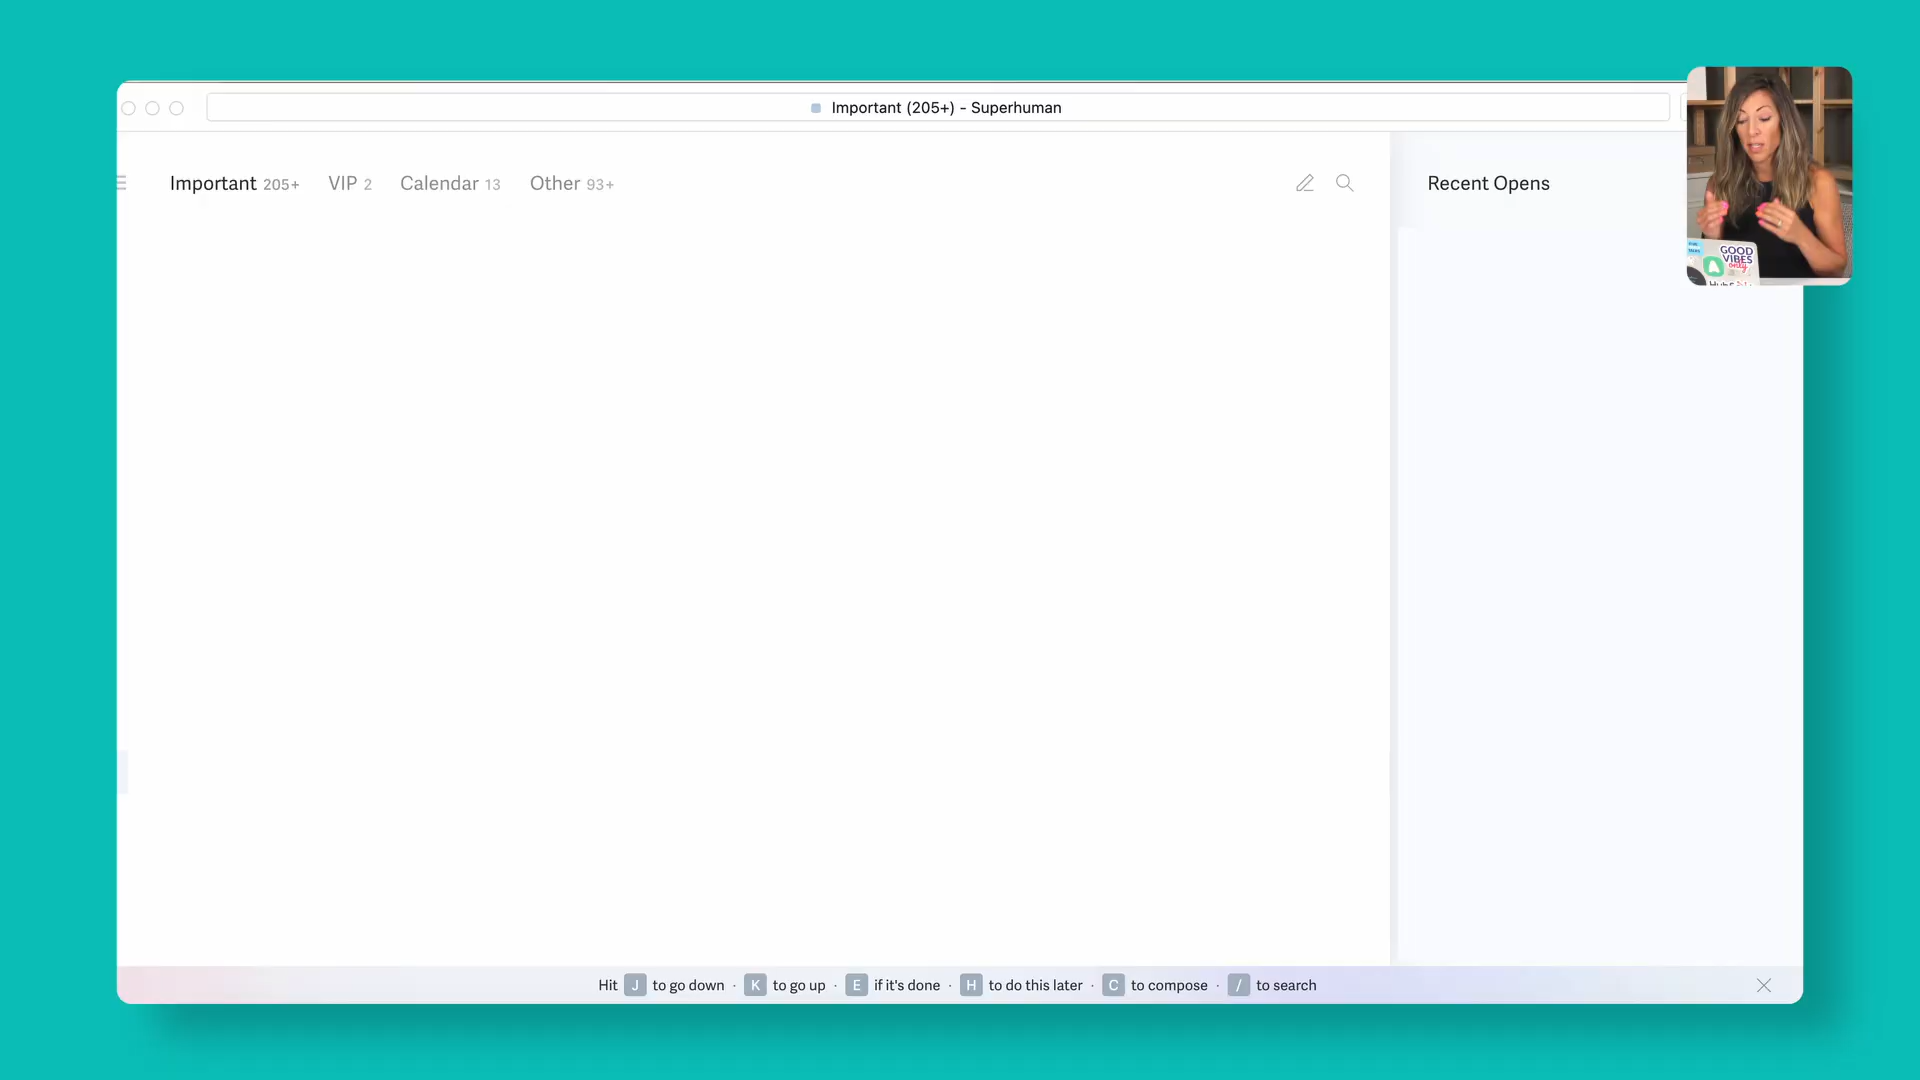 Important (205+) - Superhuman
Important 205+ VIP 2 Calendar 13 Other 93+
Recent Opens
GOOD
VIBES
only
Hit J to go down · K to go up · E if it's done · H to do this later · C to compose · / to search